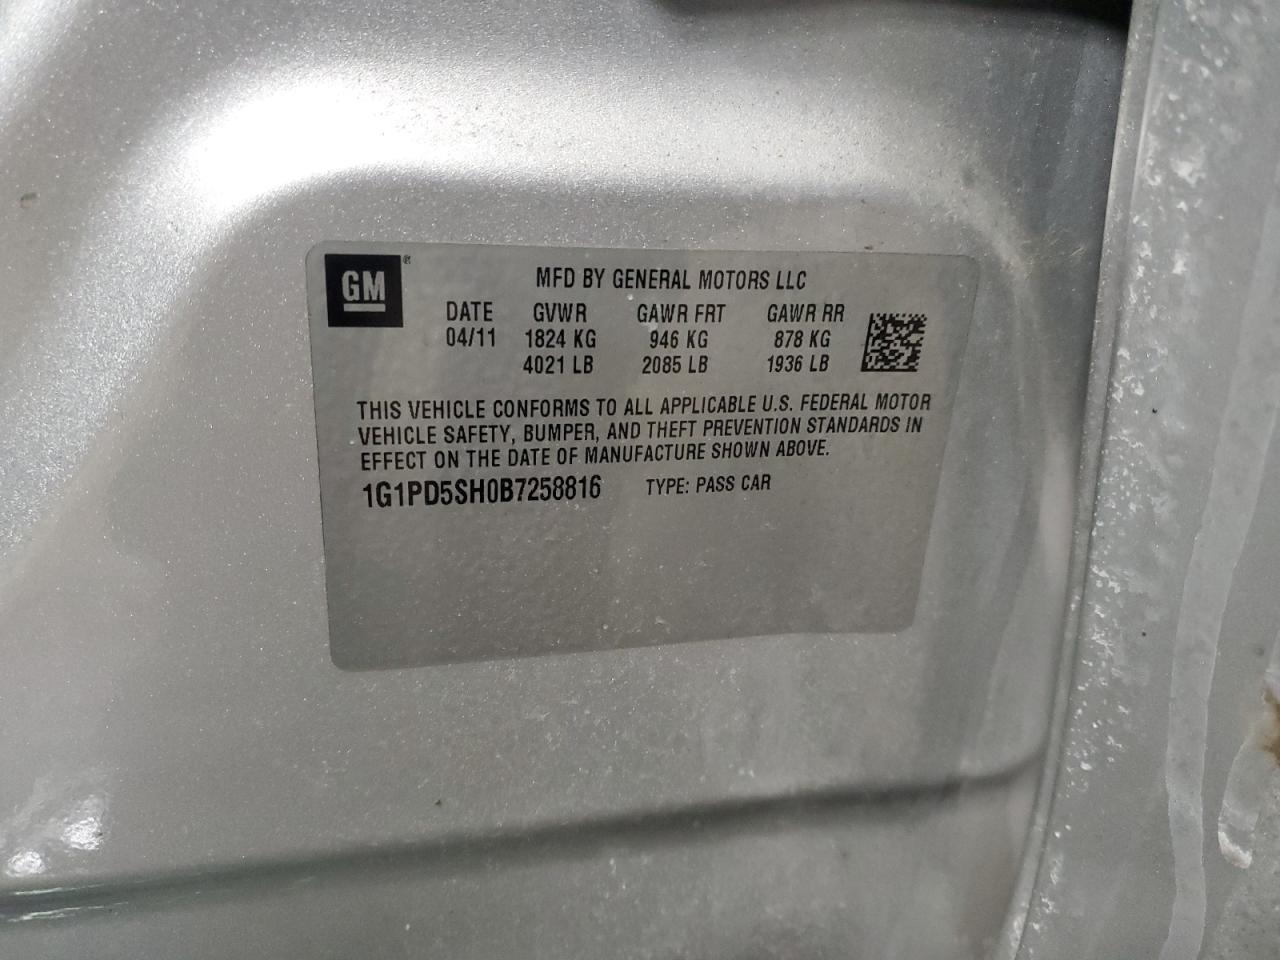 GM®
MFD BY GENERAL MOTORS LLC
DATE GVWR GAWR FRT GAWR RR
04/11 1824 KG 946 KG 878 KG
4021 LB 2085 LB 1936 LB
THIS VEHICLE CONFORMS TO ALL APPLICABLE U.S. FEDERAL MOTOR
VEHICLE SAFETY, BUMPER, AND THEFT PREVENTION STANDARDS IN
EFFECT ON THE DATE OF MANUFACTURE SHOWN ABOVE.
1G1PD5SH0B7258816 TYPE: PASS CAR